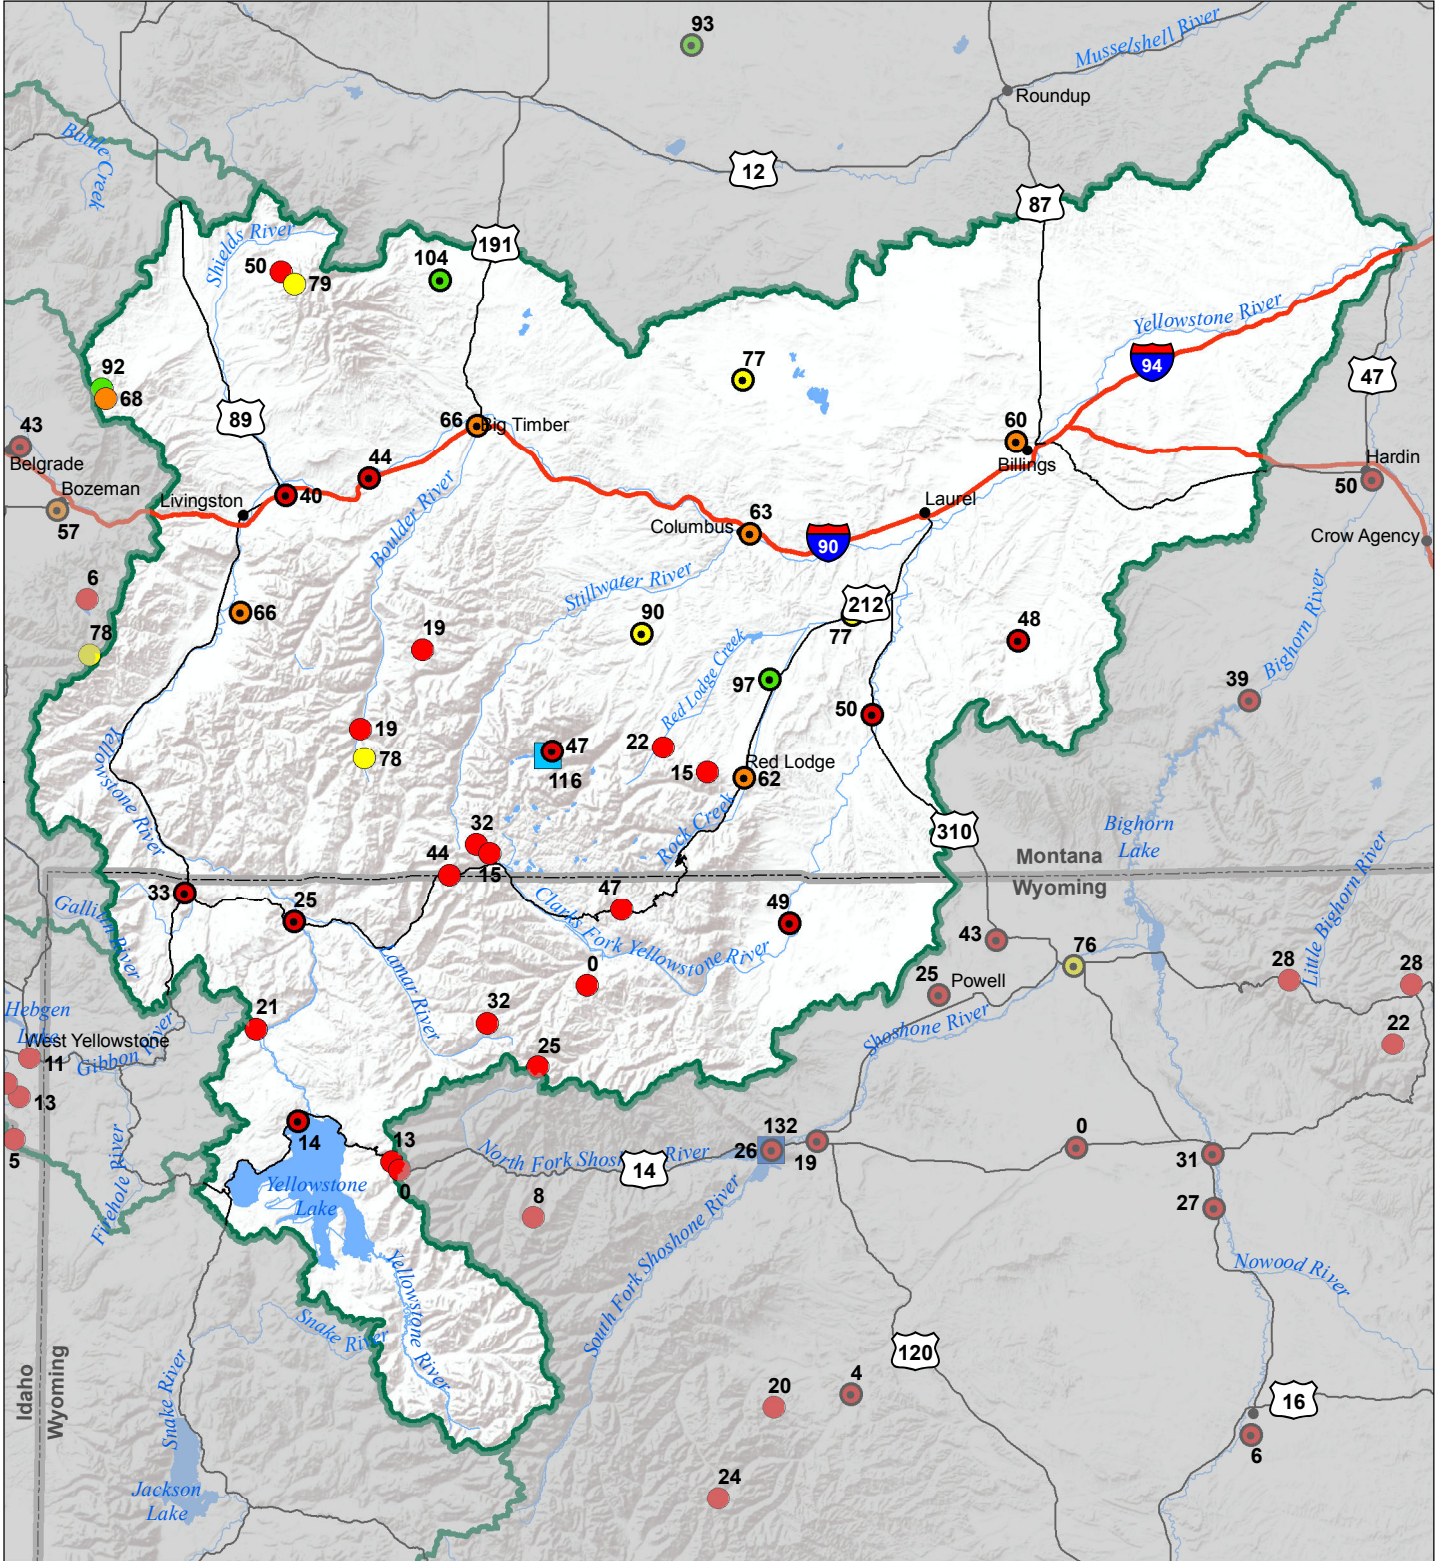 93
Musselshell River
Roundup
Battle Creek
12
87
191
Shields River
104
50
79
Yellowstone River
94
77
47
92
68
89
66
Big Timber
60
Billings
43
Belgrade
Hardin
44
50
Bozeman
Livingston
40
Laurel
57
Boulder River
63
Columbus
90
Crow Agency
6
Stillwater River
90
212
66
78
19
77
48
Red Lodge Creek
Bighorn River
97
39
50
Yellowstone River
19
78
47
116
22
15
Red Lodge
62
Rock Creek
310
Bighorn
Lake
Little Bighorn River
32
44
15
Montana
Wyoming
33
25
47
49
Gallitin River
Clarks Fork Yellowstone River
43
76
Lamar River
0
25
Powell
28
28
Hebgen
Lake
West Yellowstone
21
32
Shoshone River
22
11
Gibbon River
25
13
14
13
132
26
19
0
5
North Fork Shoshone River
14
31
Firehole River
Yellowstone
Lake
0
8
27
South Fork Shoshone River
Yellowstone River
Nowood River
Snake River
Snake River
120
Idaho
Wyoming
20
4
16
6
24
Jackson
Lake